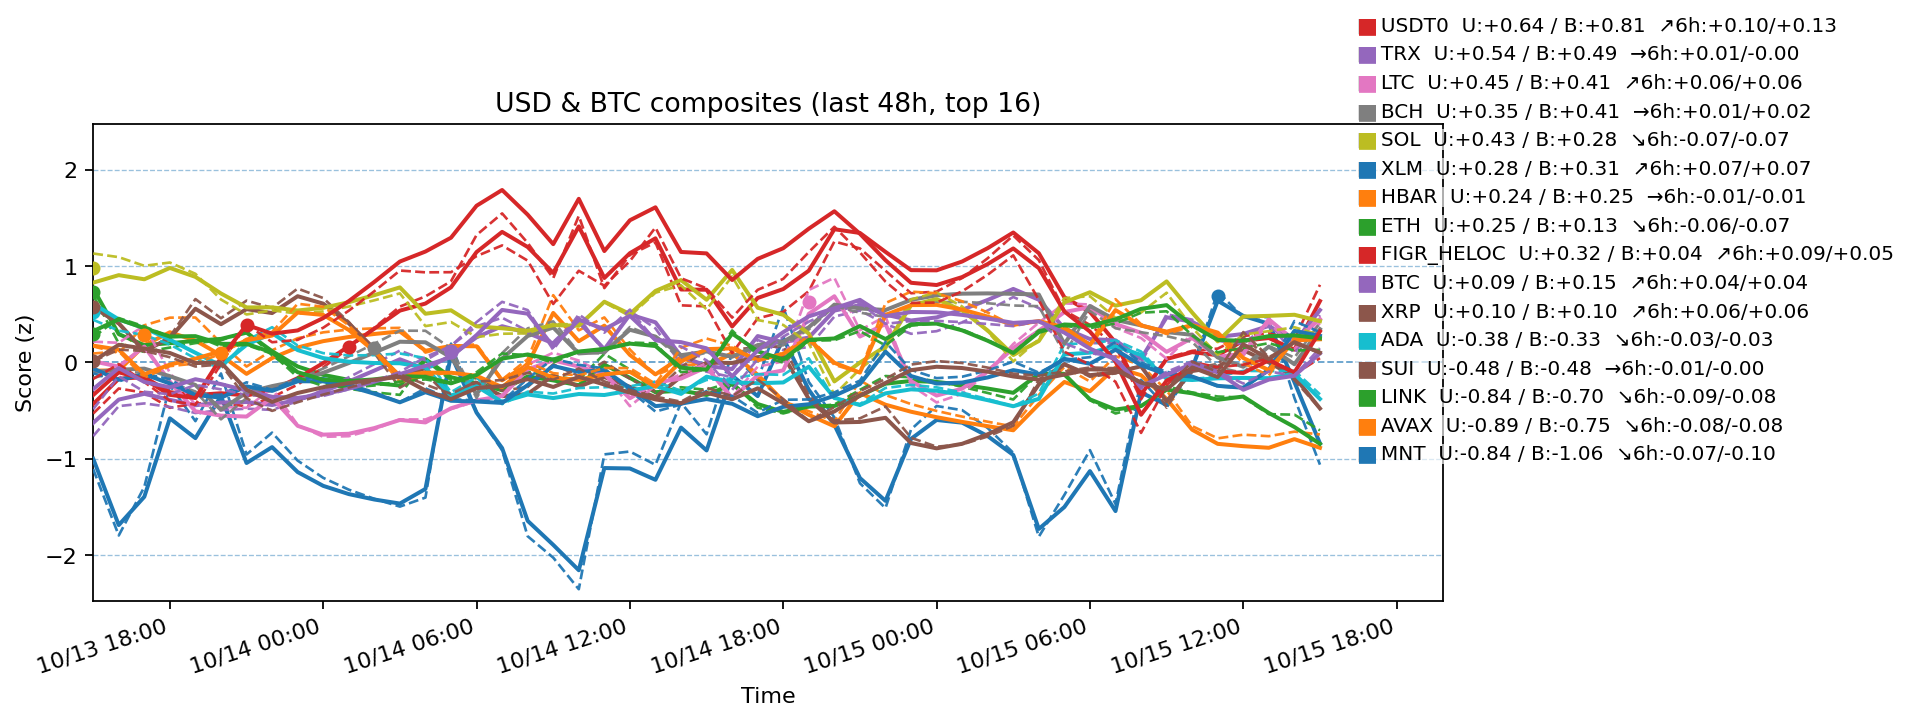 USDT0 U:+0.64 / B:+0.81 ↗6h:+0.10/+0.13
TRX U:+0.54 / B:+0.49 →6h:+0.01/-0.00
LTC U:+0.45 / B:+0.41 ↗6h:+0.06/+0.06
BCH U:+0.35 / B:+0.41 →6h:+0.01/+0.02
SOL U:+0.43 / B:+0.28 ↘6h:-0.07/-0.07
XLM U:+0.28 / B:+0.31 ↗6h:+0.07/+0.07
HBAR U:+0.24 / B:+0.25 →6h:-0.01/-0.01
ETH U:+0.25 / B:+0.13 ↘6h:-0.06/-0.07
FIGR_HELOC U:+0.32 / B:+0.04 ↗6h:+0.09/+0.05
BTC U:+0.09 / B:+0.15 ↗6h:+0.04/+0.04
XRP U:+0.10 / B:+0.10 ↗6h:+0.06/+0.06
ADA U:-0.38 / B:-0.33 ↘6h:-0.03/-0.03
SUI U:-0.48 / B:-0.48 →6h:-0.01/-0.00
LINK U:-0.84 / B:-0.70 ↘6h:-0.09/-0.08
AVAX U:-0.89 / B:-0.75 ↘6h:-0.08/-0.08
MNT U:-0.84 / B:-1.06 ↘6h:-0.07/-0.10
USD & BTC composites (last 48h, top 16)
Score (z)
2
1
0
−1
−2
10/13 18:00
10/14 00:00
10/14 06:00
10/14 12:00
10/14 18:00
10/15 00:00
10/15 06:00
10/15 12:00
10/15 18:00
Time